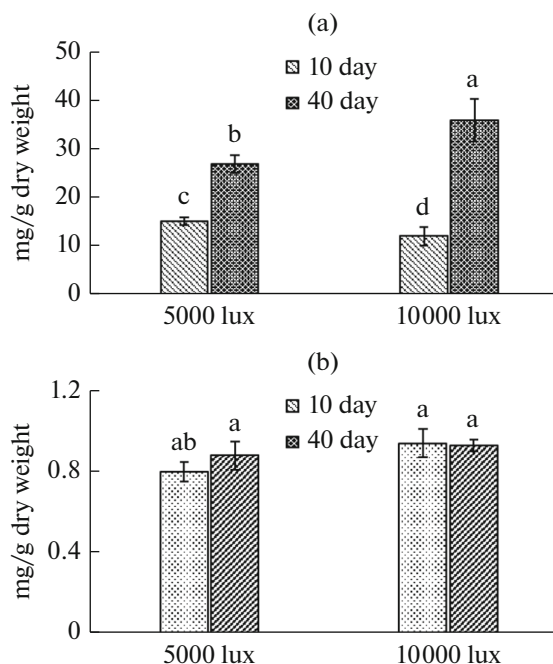 (a)
mg/g dry weight
50
40
30
20
10
0
10 day
40 day
c
b
d
a
5000 lux
10000 lux
(b)
mg/g dry weight
1.2
0.8
0.4
0
10 day
40 day
ab
a
a
a
5000 lux
10000 lux